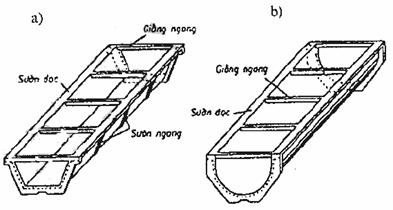 a)
Giằng ngang
Sườn dọc
Sườn ngang
b)
Giằng ngang
Sườn dọc